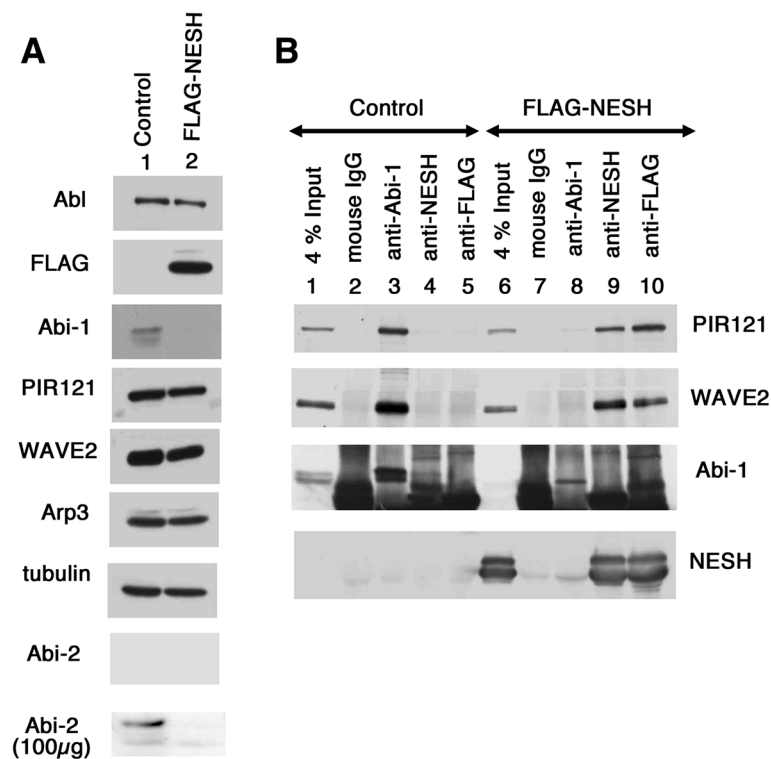 A
Control
FLAG-NESH
1 2
Abl
FLAG
Abi-1
PIR121
WAVE2
Arp3
tubulin
Abi-2
Abi-2
(100µg)
B
Control FLAG-NESH
4 % Input
mouse IgG
anti-Abi-1
anti-NESH
anti-FLAG
4 % Input
mouse IgG
anti-Abi-1
anti-NESH
anti-FLAG
1 2 3 4 5 6 7 8 9 10
PIR121
WAVE2
Abi-1
NESH